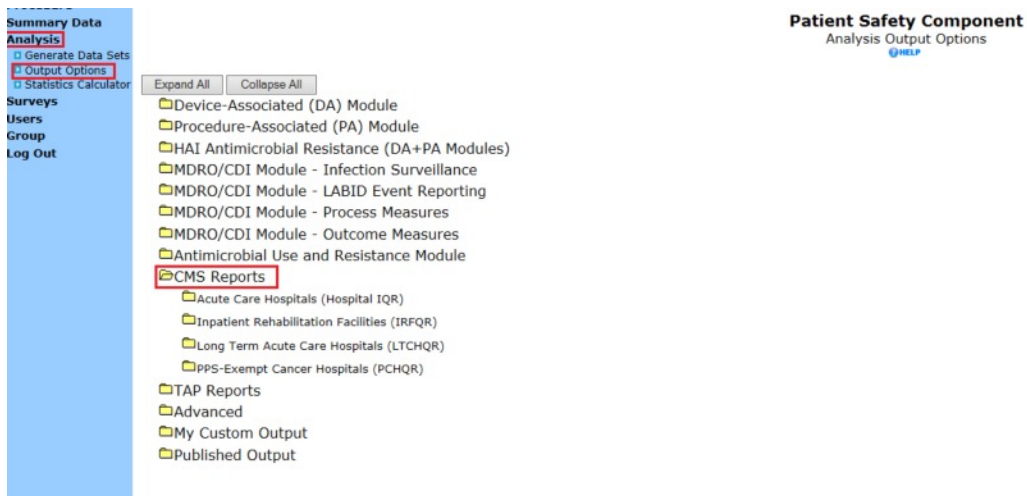 Summary Data
Analysis
Generate Data Sets
Output Options
Statistics Calculator
Surveys
Users
Group
Log Out
Patient Safety Component
Analysis Output Options
HELP
Expand All Collapse All
Device-Associated (DA) Module
Procedure-Associated (PA) Module
HAI Antimicrobial Resistance (DA+PA Modules)
MDRO/CDI Module - Infection Surveillance
MDRO/CDI Module - LABID Event Reporting
MDRO/CDI Module - Process Measures
MDRO/CDI Module - Outcome Measures
Antimicrobial Use and Resistance Module
CMS Reports
Acute Care Hospitals (Hospital IQR)
Inpatient Rehabilitation Facilities (IRFQR)
Long Term Acute Care Hospitals (LTCHQR)
PPS-Exempt Cancer Hospitals (PCHQR)
TAP Reports
Advanced
My Custom Output
Published Output